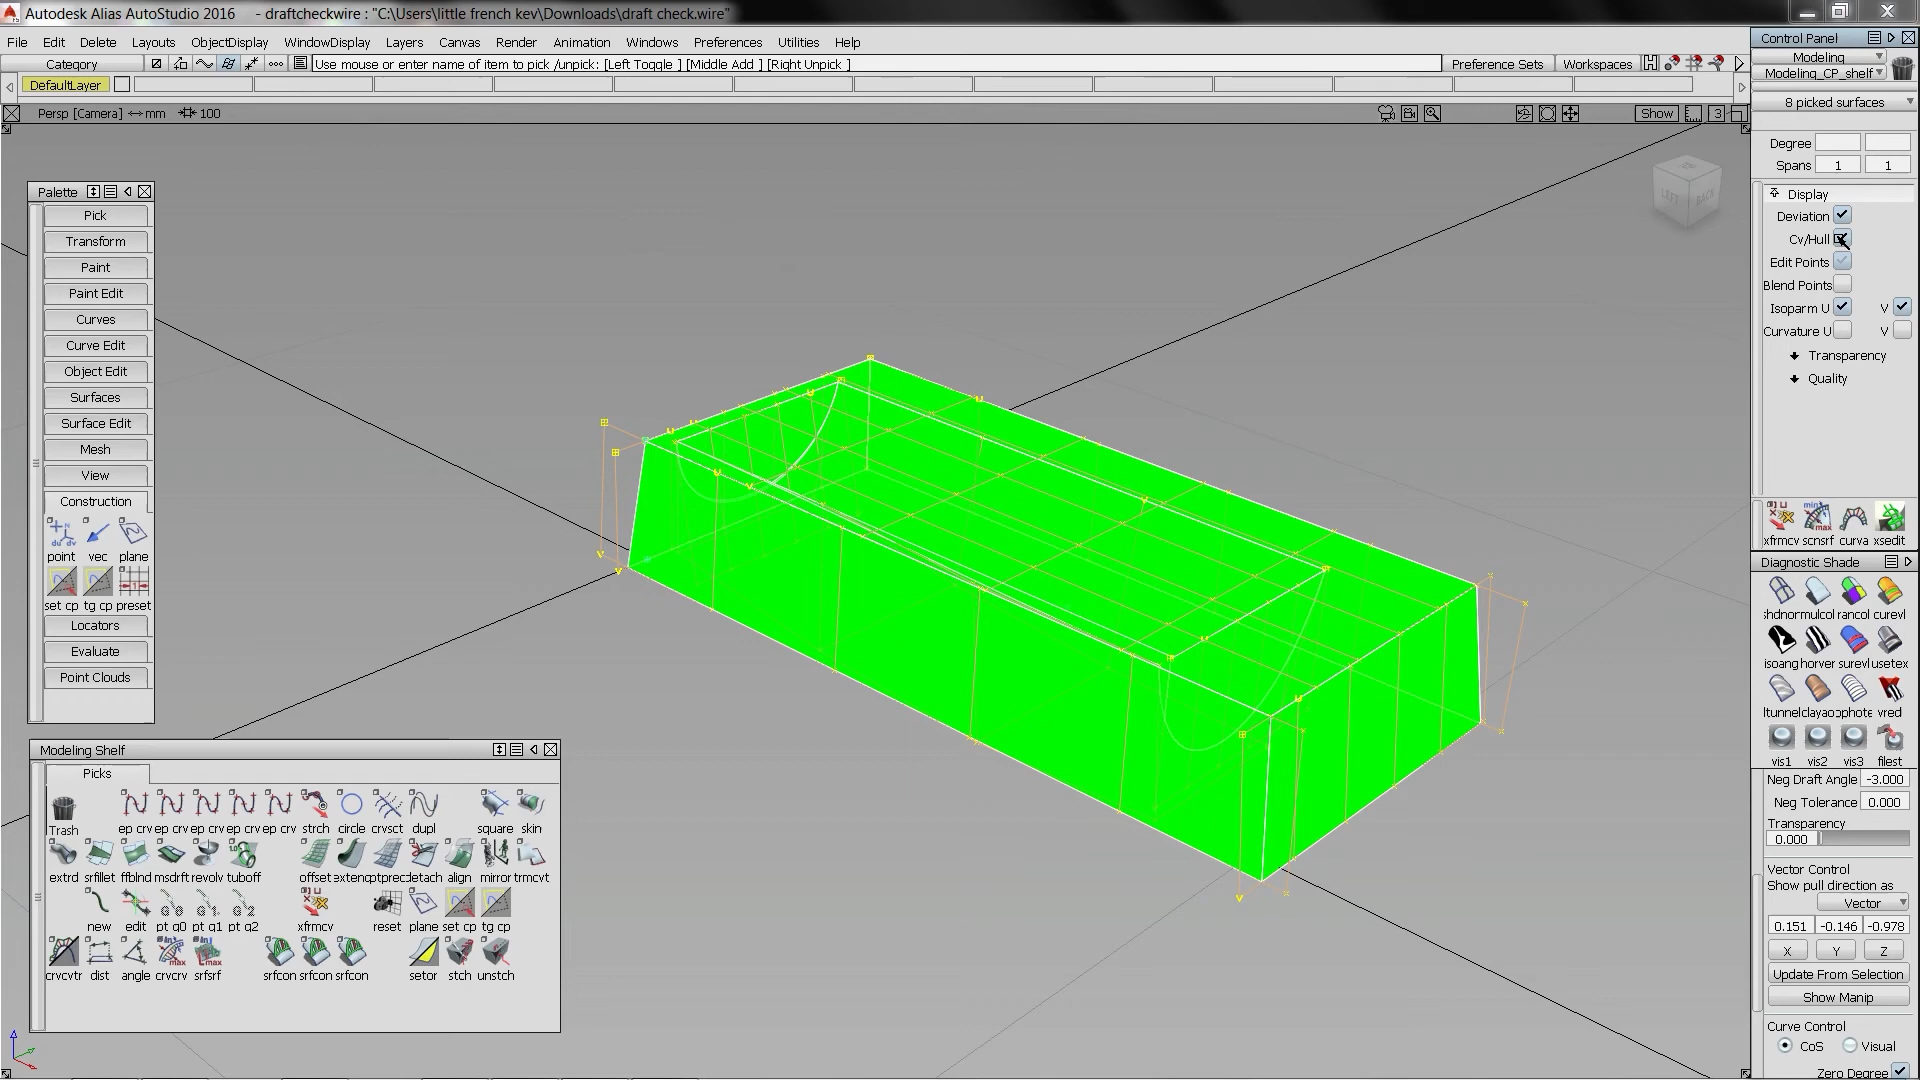 Autodesk Alias AutoStudio 2016 - draftcheckwire : "C:\Users\little french kev\Downloads\draft check.wire"
File Edit Delete Layouts ObjectDisplay WindowDisplay Layers Canvas Render Animation Windows Preferences Utilities Help
Category Use mouse or enter name of item to pick /unpick: [Left Toggle ] [Middle Add ] [Right Unpick ] Preference Sets Workspaces
DefaultLayer
Persp [Camera] mm 100 Show 3
Palette
Pick
Transform
Paint
Paint Edit
Curves
Curve Edit
Object Edit
Surfaces
Surface Edit
Mesh
View
Construction
point vec plane
set cp tg cp preset
Locators
Evaluate
Point Clouds
Modeling Shelf
Picks
Trash ep crv ep crv ep crv ep crv ep crv strch circle crvsct dupl square skin
extrd srfillet ffblnd msdrft revolv tuboff offset extenc ptprec detach align mirror trmcvt
new edit pt g0 pt g1 pt g2 xfrmcv reset plane set cp tg cp
crvcvtr dist angle crvcrv srfsrf srfcon srfcon srfcon setor stch unstch
LEFT BACK
Control Panel
Modeling
Modeling_CP_shelf
8 picked surfaces
Degree
Spans 1 1
Display
Deviation
Cv/Hull
Edit Points
Blend Points
Isoparm U V
Curvature U V
Transparency
Quality
xfrmcv scnsrf curva xsedit
Diagnostic Shade
shdnor mulcol rancol curevl
isoang horver surevl usetex
ltunnel clayao pphote vred
vis1 vis2 vis3 filest
Neg Draft Angle -3.000
Neg Tolerance 0.000
Transparency
0.000
Vector Control
Show pull direction as
Vector
0.151 -0.146 -0.978
X Y Z
Update From Selection
Show Manip
Curve Control
CoS Visual
Zero Degree